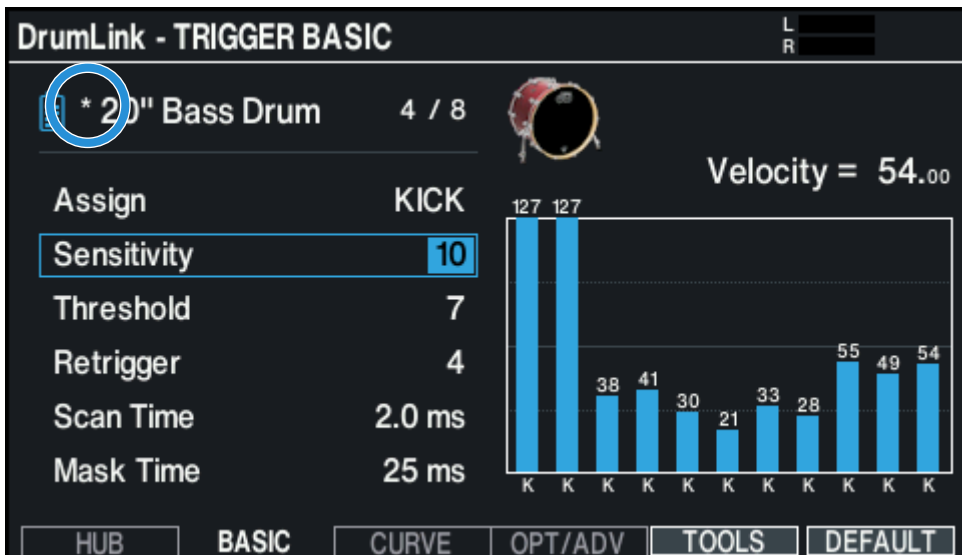 DrumLink - TRIGGER BASIC
L
R
* 20" Bass Drum 4 / 8
Velocity = 54.00
Assign KICK
Sensitivity 10
Threshold 7
Retrigger 4
Scan Time 2.0 ms
Mask Time 25 ms
127 127 38 41 30 21 33 28 55 49 54
K K K K K K K K K K K
HUB BASIC CURVE OPT/ADV TOOLS DEFAULT